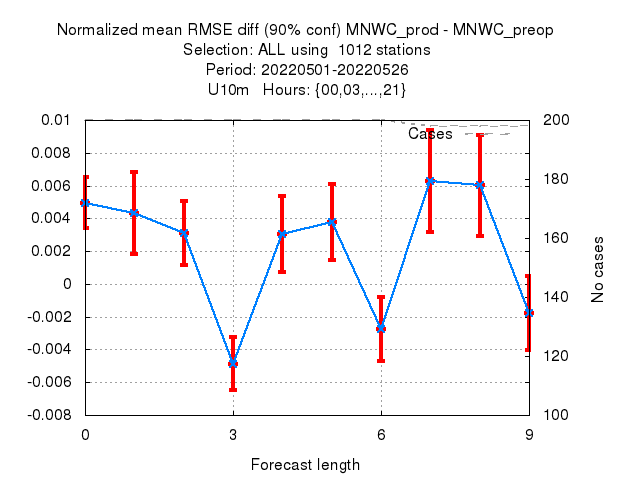 Normalized mean RMSE diff (90% conf) MNWC_prod - MNWC_preop
Selection: ALL using  1012 stations
Period: 20220501-20220526
U10m   Hours: {00,03,...,21}
Cases
0.01
0.008
0.006
0.004
0.002
0
-0.002
-0.004
-0.006
-0.008
200
180
160
140
120
100
No cases
0
3
6
9
Forecast length